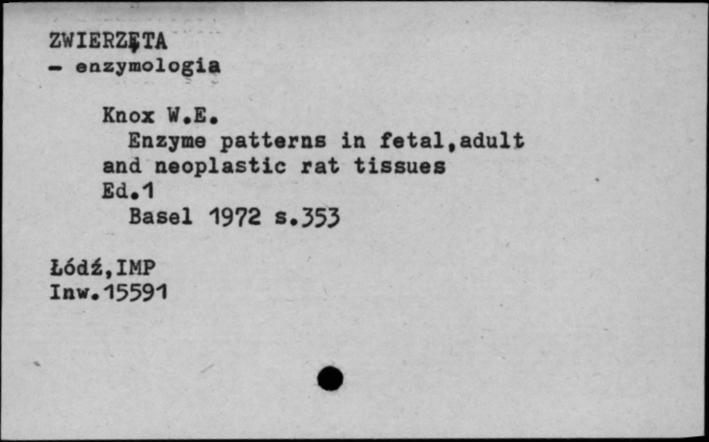 ZWIERZĘTA
- enzymologia
Knox W.E.
Enzyme patterns in fetal,adult
and neoplastic rat tissues
Ed.1
Basel 1972 s.353
Łódź,IMP
Inw.15591